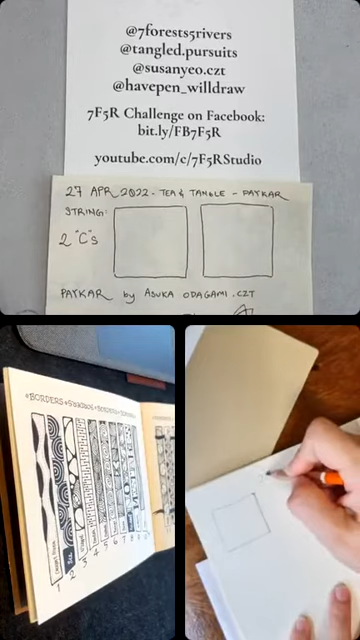 @7forests5rivers
@tangled.pursuits
@susanyeo.czt
@havepen_willdraw
7F5R Challenge on Facebook:
bit.ly/FB7F5R
youtube.com/c/7F5RStudio
27 APR 2022 - TEA & TANGLE - PAYKAR
STRING:
2 "C"s
PAYKAR by ASUKA ODAGAMI.CZT
BORDERS
1
2
3
4
5
6
7
8